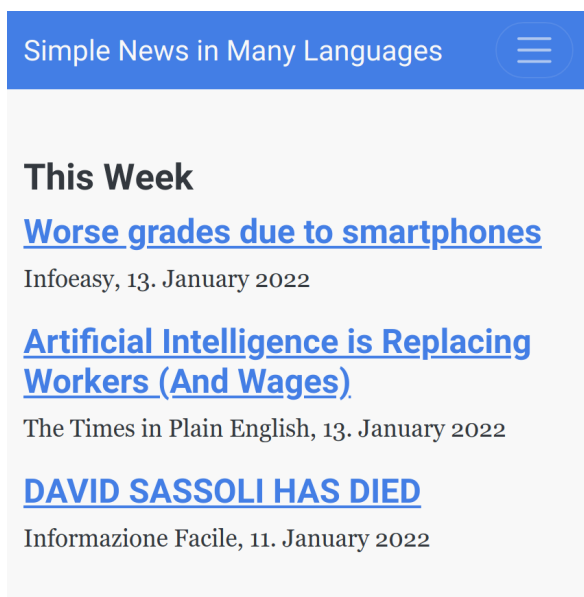 Simple News in Many Languages
This Week
Worse grades due to smartphones
Infoeasy, 13. January 2022
Artificial Intelligence is Replacing
Workers (And Wages)
The Times in Plain English, 13. January 2022
DAVID SASSOLI HAS DIED
Informazione Facile, 11. January 2022